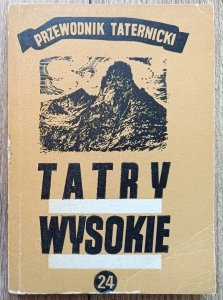 PRZEWODNIK TATERNICKI
TATRY
WYSOKIE
24